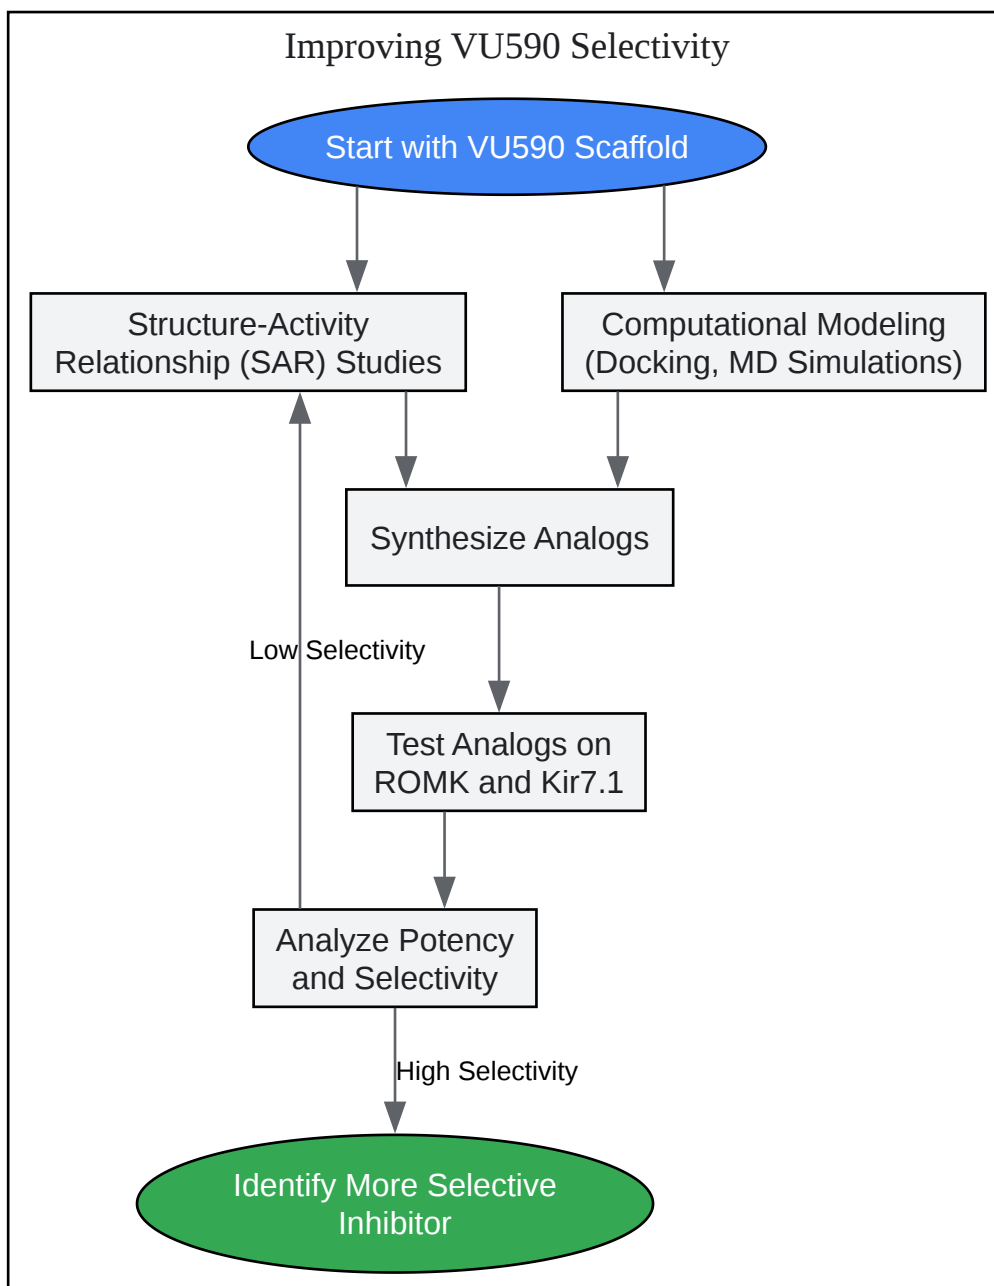 Improving VU590 Selectivity
Start with VU590 Scaffold
Structure-Activity
Relationship (SAR) Studies
Computational Modeling
(Docking, MD Simulations)
Synthesize Analogs
Low Selectivity
Test Analogs on
ROMK and Kir7.1
Analyze Potency
and Selectivity
High Selectivity
Identify More Selective
Inhibitor